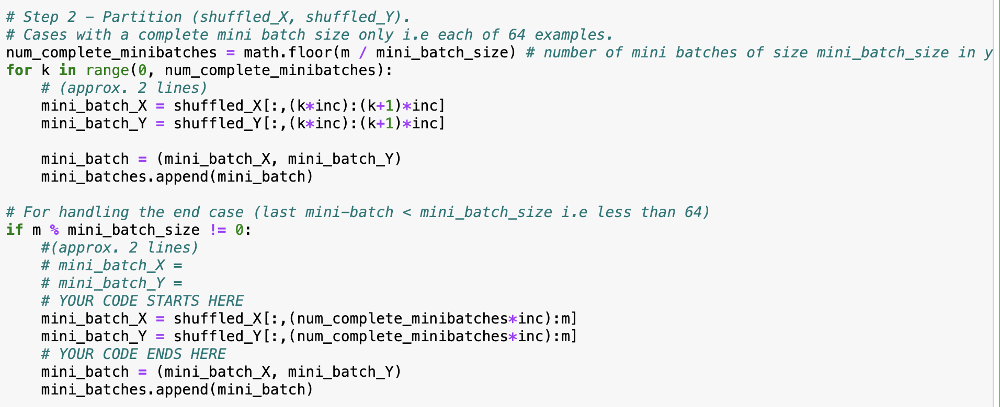 # Step 2 - Partition (shuffled_X, shuffled_Y).
# Cases with a complete mini batch size only i.e each of 64 examples.
num_complete_minibatches = math.floor(m / mini_batch_size) # number of mini batches of size mini_batch_size in y
for k in range(0, num_complete_minibatches):
    # (approx. 2 lines)
    mini_batch_X = shuffled_X[:,(k*inc):(k+1)*inc]
    mini_batch_Y = shuffled_Y[:,(k*inc):(k+1)*inc]

    mini_batch = (mini_batch_X, mini_batch_Y)
    mini_batches.append(mini_batch)

# For handling the end case (last mini-batch < mini_batch_size i.e less than 64)
if m % mini_batch_size != 0:
    #(approx. 2 lines)
    # mini_batch_X =
    # mini_batch_Y =
    # YOUR CODE STARTS HERE
    mini_batch_X = shuffled_X[:,(num_complete_minibatches*inc):m]
    mini_batch_Y = shuffled_Y[:,(num_complete_minibatches*inc):m]
    # YOUR CODE ENDS HERE
    mini_batch = (mini_batch_X, mini_batch_Y)
    mini_batches.append(mini_batch)